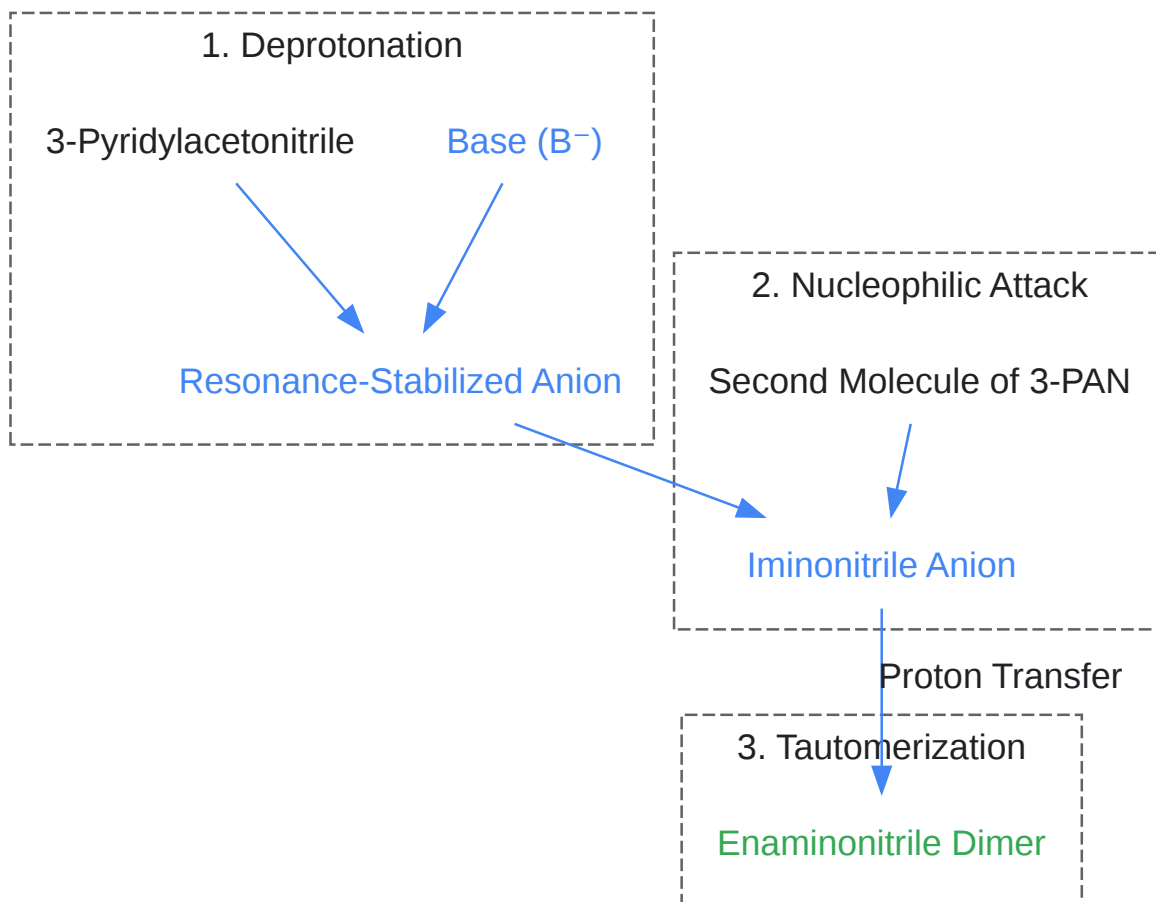 1. Deprotonation
3-Pyridylacetonitrile
Base (B⁻)
Resonance-Stabilized Anion
2. Nucleophilic Attack
Second Molecule of 3-PAN
Iminonitrile Anion
Proton Transfer
3. Tautomerization
Enaminonitrile Dimer